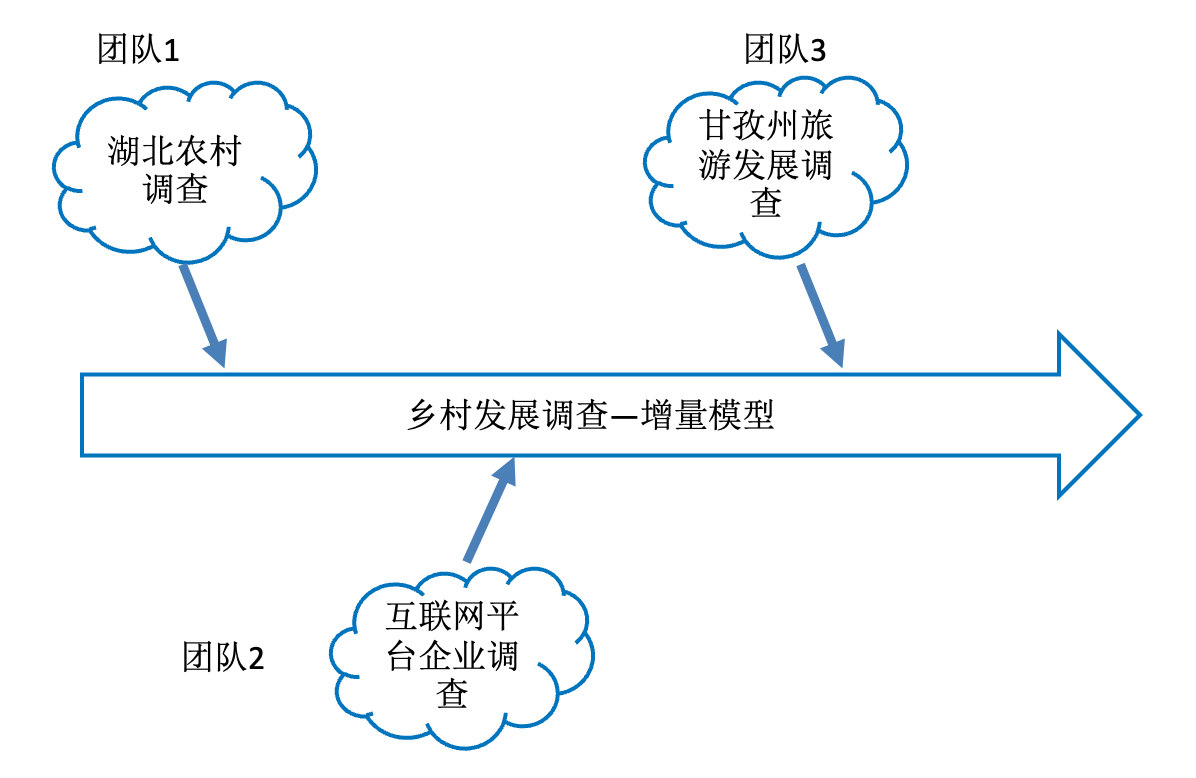 团队1
湖北农村
调查
团队3
甘孜州旅
游发展调
查
乡村发展调查—增量模型
团队2
互联网平
台企业调
查